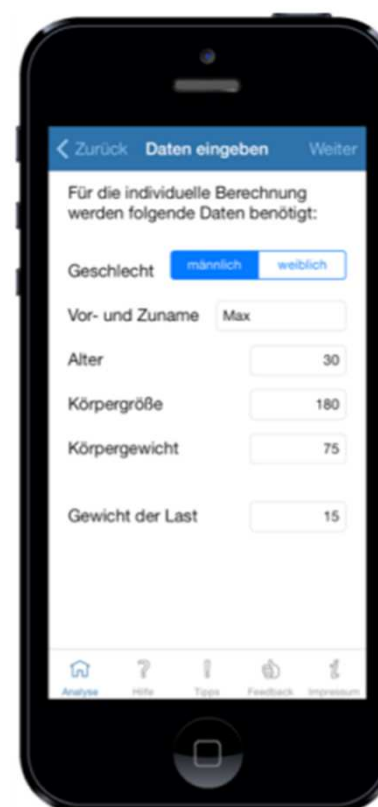 Zurück Daten eingeben Weiter
Für die individuelle Berechnung
werden folgende Daten benötigt:
Geschlecht männlich weiblich
Vor- und Zuname Max
Alter 30
Körpergröße 180
Körpergewicht 75
Gewicht der Last 15
Analyse Hilfe Tipps Feedback Impressum